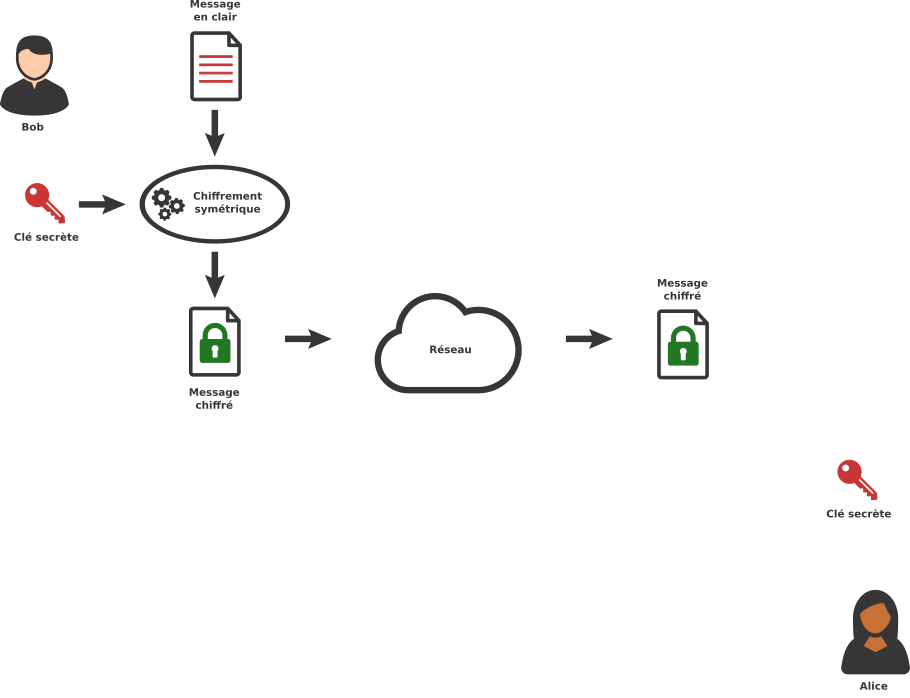 Message
en clair
Bob
Chiffrement
symétrique
Clé secrète
Message
chiffré
Réseau
Message
chiffré
Clé secrète
Alice